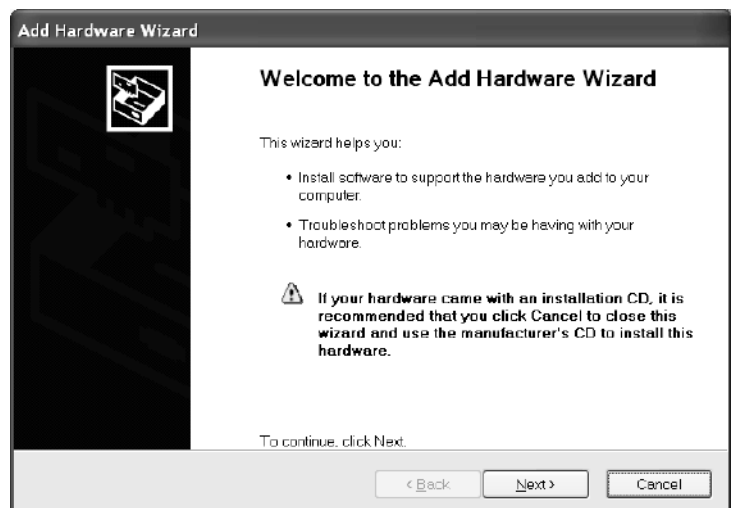 Add Hardware Wizard
Welcome to the Add Hardware Wizard
This wizard helps you:
• Install software to support the hardware you add to your
computer.
• Troubleshoot problems you may be having with your
hardware.
If your hardware came with an installation CD, it is
recommended that you click Cancel to close this
wizard and use the manufacturer's CD to install this
hardware.
To continue, click Next.
< Back Next > Cancel